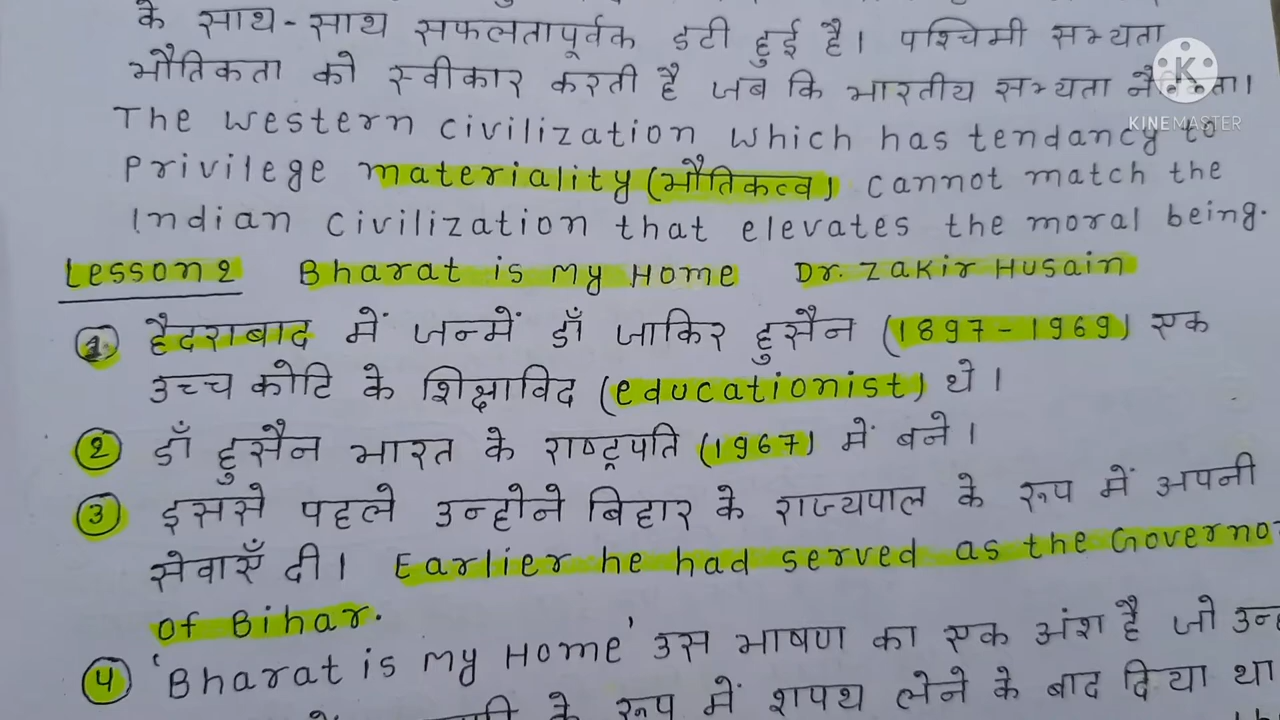 के साथ-साथ सफलतापूर्वक डटी हुई है। पश्चिमी सभ्यता
भौतिकता को स्वीकार करती है जब कि भारतीय सभ्यता
The western civilization which has tendancy to
privilege materiality (भौतिकत्व) cannot match the
Indian civilization that elevates the moral being.
Lesson 2 Bharat is My Home Dr. Zakir Husain
1 हैदराबाद में जन्में डॉ जाकिर हुसैन (1897-1969) एक
उच्च कोटि के शिक्षाविद (educationist) थे।
2 डॉ हुसैन भारत के राष्ट्रपति (1967) में बने।
3 इससे पहले उन्होने बिहार के राज्यपाल के रूप में अपनी
सेवाएँ दी। Earlier he had served as the Governo
of Bihar.
4 'Bharat is My Home' उस भाषण का एक अंश है जो
के रूप में शपथ लेने के बाद दिया था
K
KINEMASTER